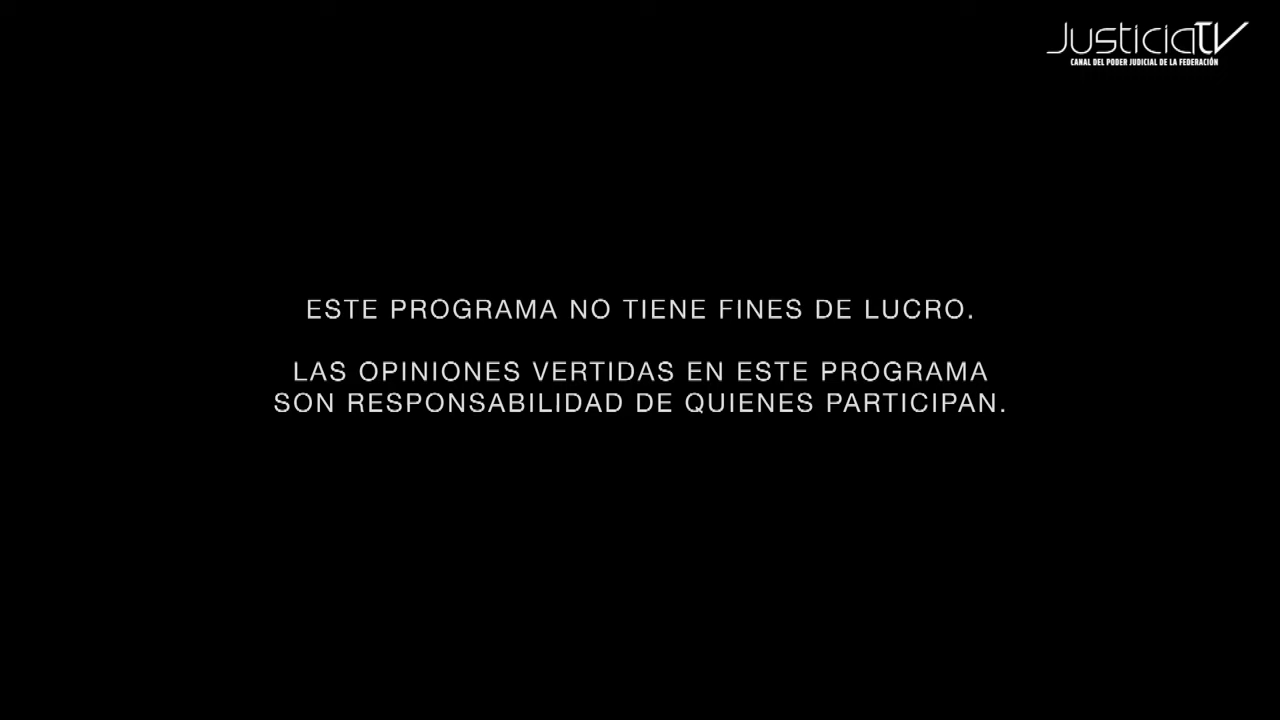 JusticiaTV
CANAL DEL PODER JUDICIAL DE LA FEDERACIÓN
ESTE PROGRAMA NO TIENE FINES DE LUCRO.
LAS OPINIONES VERTIDAS EN ESTE PROGRAMA
SON RESPONSABILIDAD DE QUIENES PARTICIPAN.